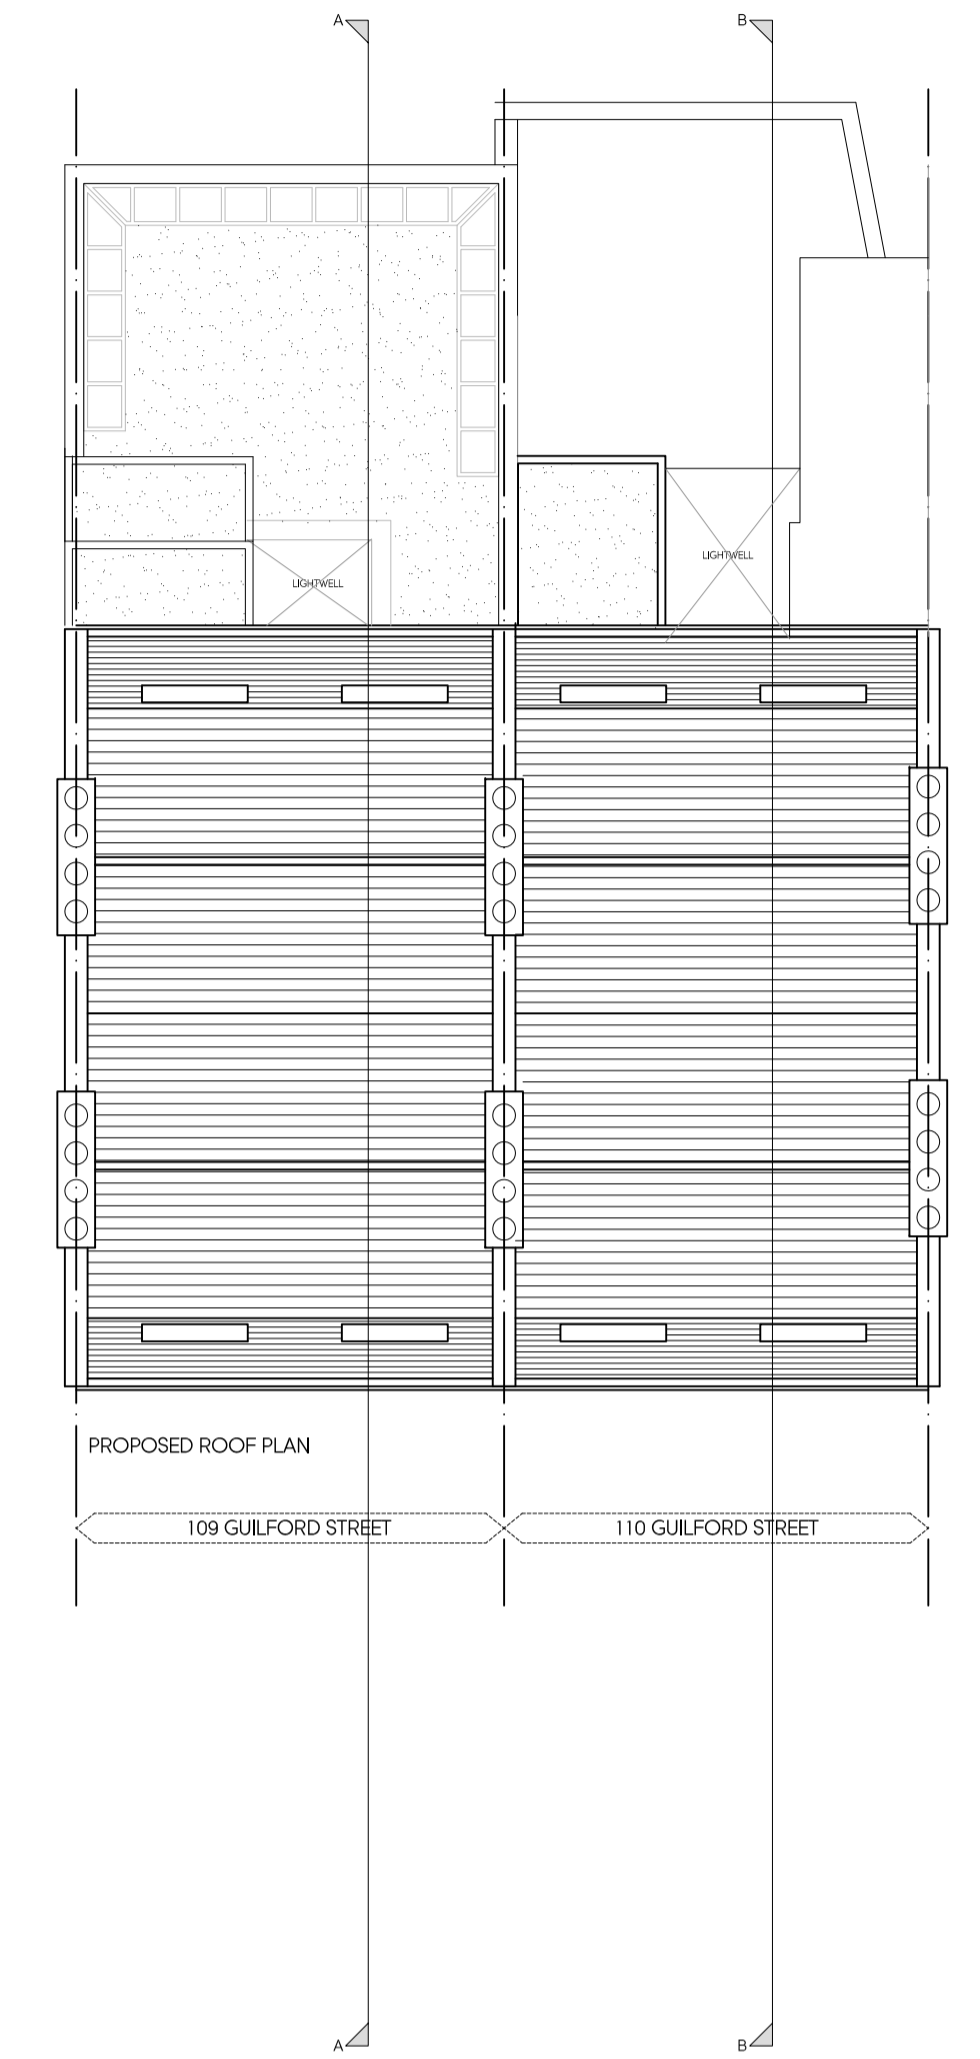 A
B
LIGHTWELL
LIGHTWELL
PROPOSED ROOF PLAN
109 GUILFORD STREET
110 GUILFORD STREET
A
B